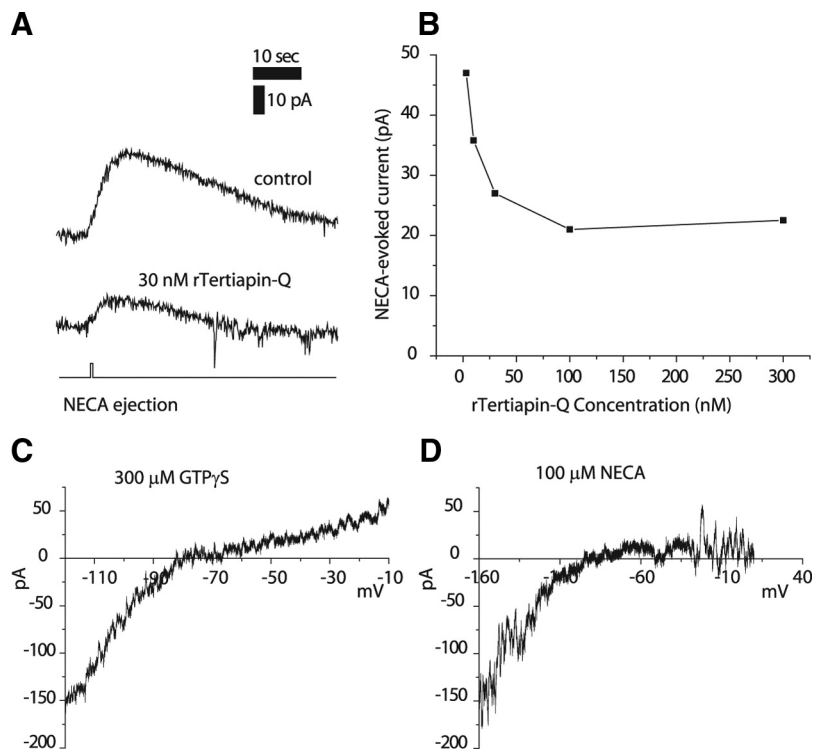 A
10 sec
10 pA
control
30 nM rTertiapin-Q
NECA ejection
B
NECA-evoked current (pA)
50
40
30
20
10
0
0 50 100 150 200 250 300
rTertiapin-Q Concentration (nM)
C
300 μM GTPγS
50
0
-50
-100
-150
-200
pA
-110 -90 -70 -50 -30 -10
mV
D
100 μM NECA
50
0
-50
-100
-150
-200
pA
-160 -110 -60 -10 40
mV